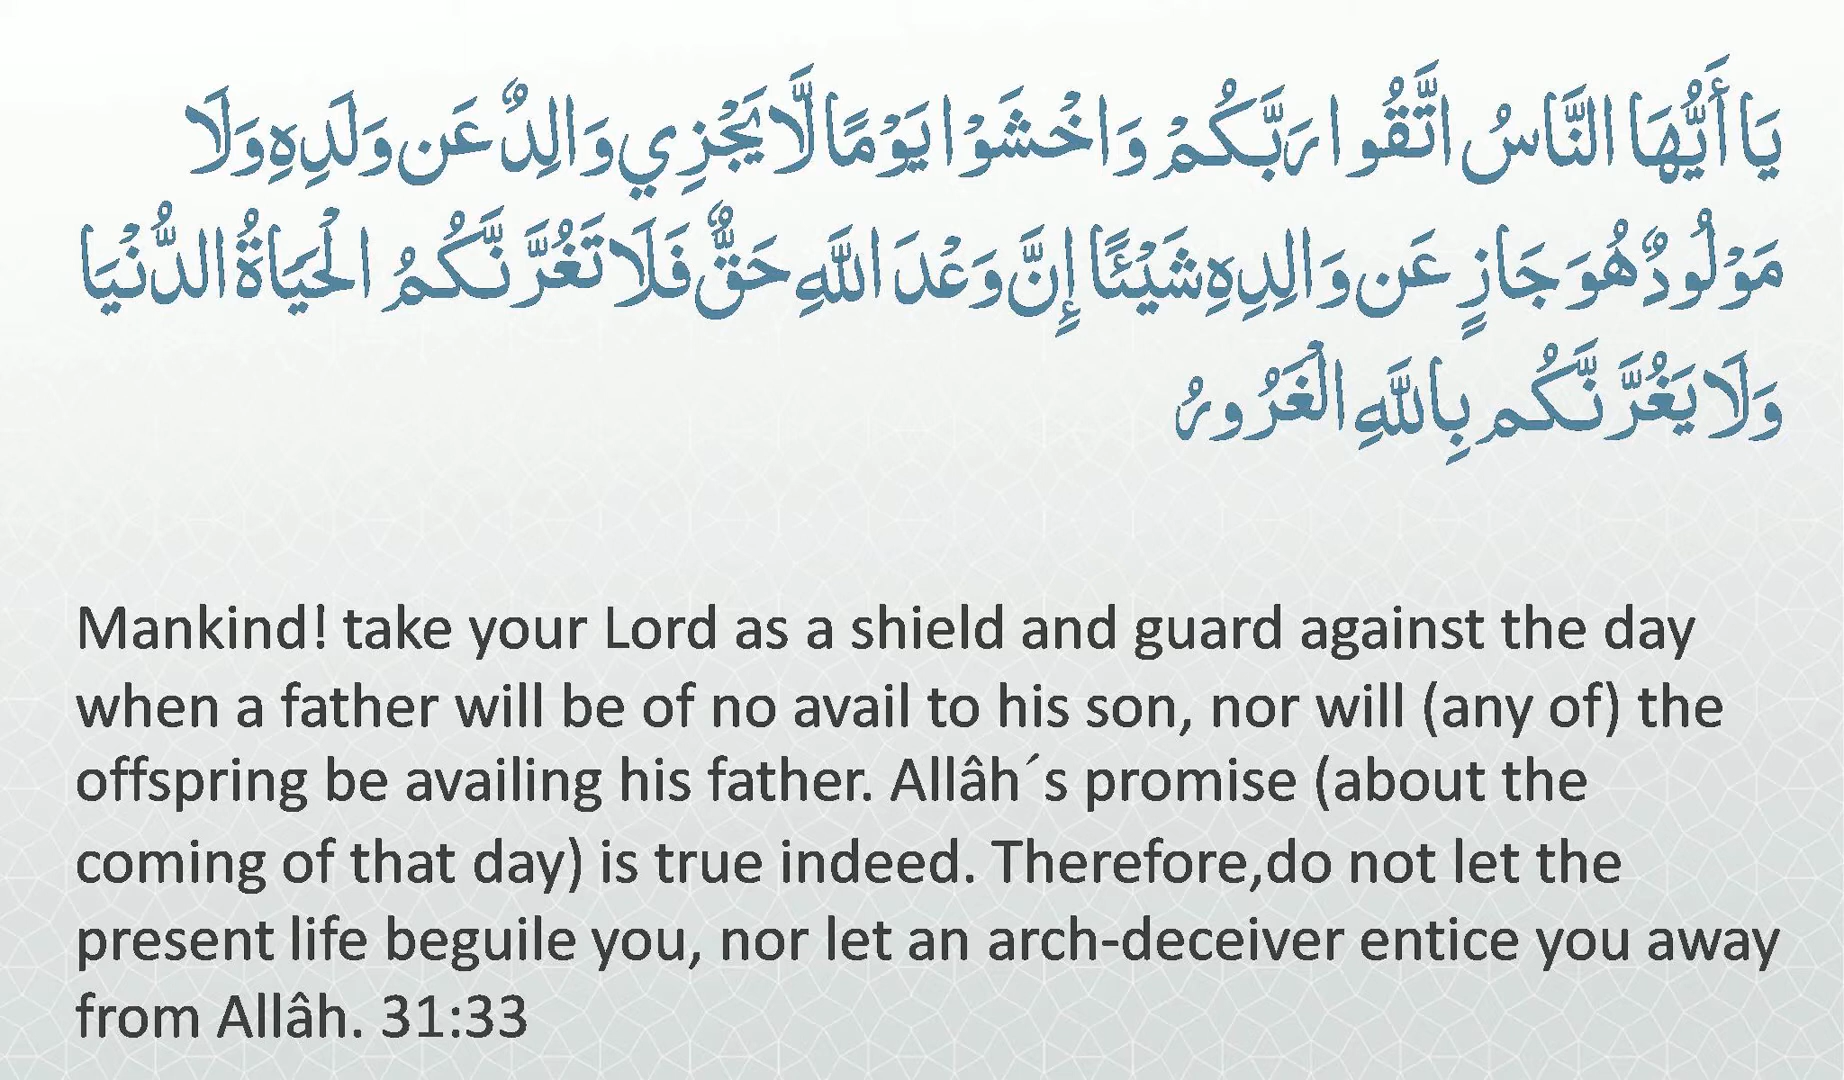 يَا أَيُّهَا النَّاسُ اتَّقُوا رَبَّكُمْ وَاخْشَوْا يَوْمًا لَّا يَجْزِي وَالِدٌ عَن وَلَدِهِ وَلَا
مَوْلُودٌ هُوَ جَازٍ عَن وَالِدِهِ شَيْئًا إِنَّ وَعْدَ اللَّهِ حَقٌّ فَلَا تَغُرَّنَّكُمُ الْحَيَاةُ الدُّنْيَا
وَلَا يَغُرَّنَّكُم بِاللَّهِ الْغَرُورُ
Mankind! take your Lord as a shield and guard against the day
when a father will be of no avail to his son, nor will (any of) the
offspring be availing his father. Allâh´s promise (about the
coming of that day) is true indeed. Therefore,do not let the
present life beguile you, nor let an arch-deceiver entice you away
from Allâh. 31:33